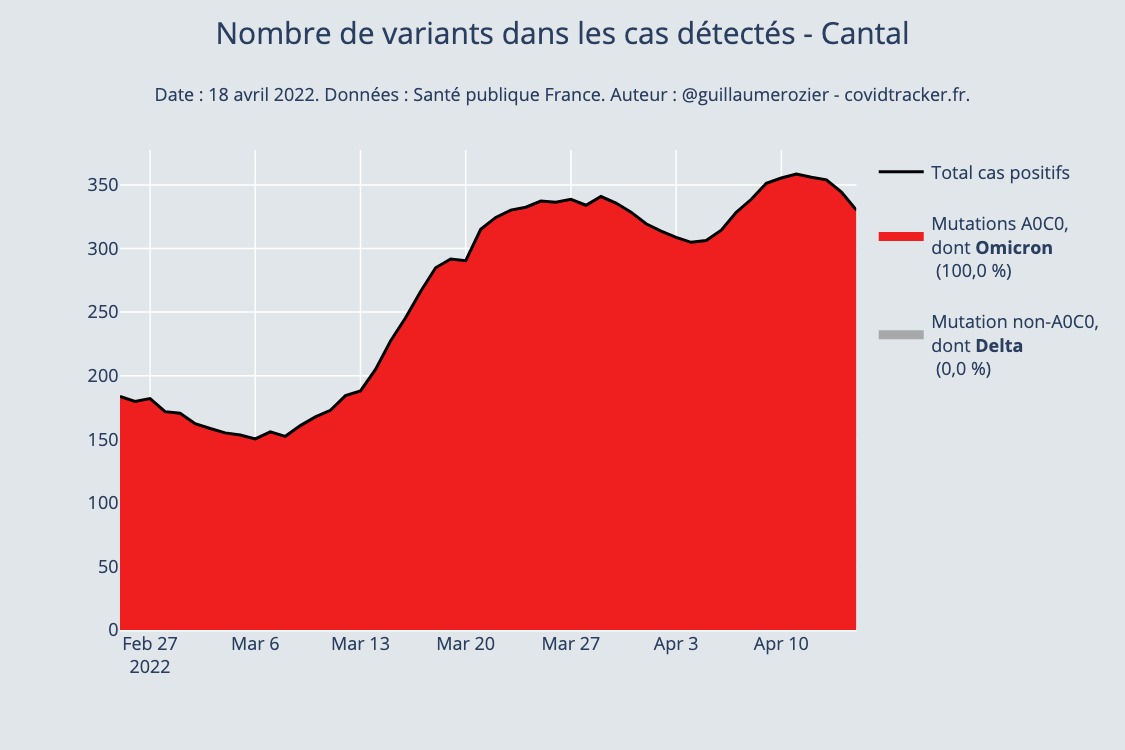 Nombre de variants dans les cas détectés - Cantal
Date : 18 avril 2022. Données : Santé publique France. Auteur : @guillaumerozier - covidtracker.fr.
350
300
250
200
150
100
50
0
Feb 27
2022
Mar 6
Mar 13
Mar 20
Mar 27
Apr 3
Apr 10
Total cas positifs
Mutations A0C0,
dont Omicron
(100,0 %)
Mutation non-A0C0,
dont Delta
(0,0 %)